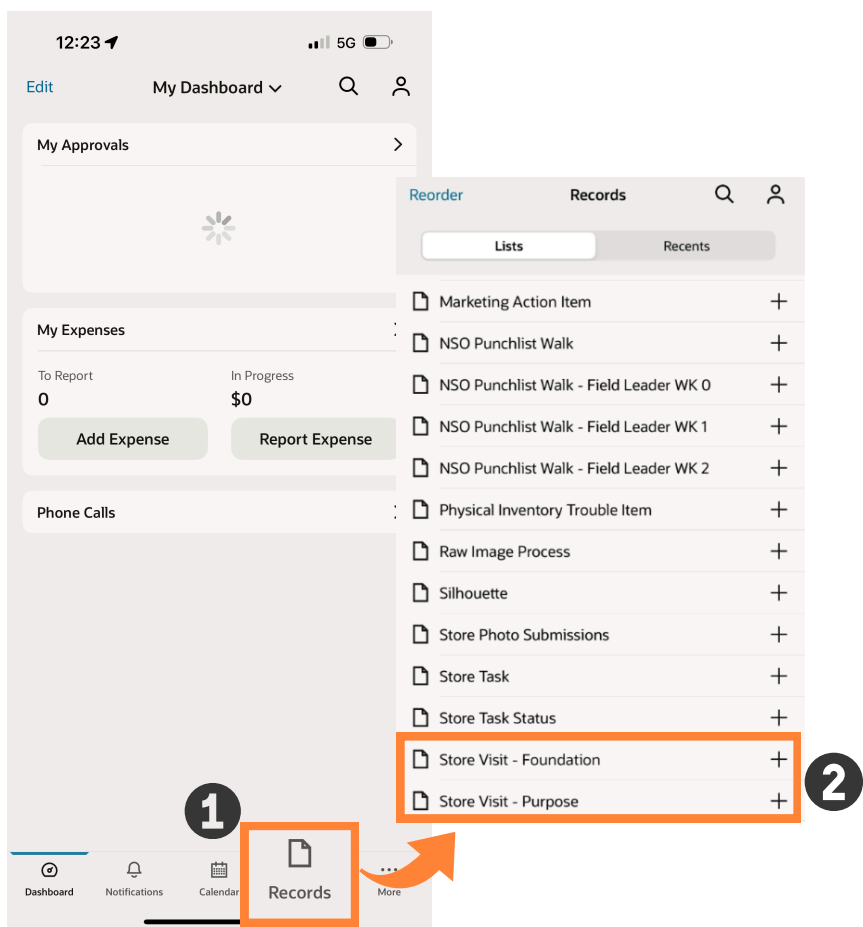 12:23
5G
Edit
My Dashboard
My Approvals
My Expenses
To Report
In Progress
0
$0
Add Expense
Report Expense
Phone Calls
1
Dashboard
Notifications
Calendar
Records
More
Reorder
Records
Lists
Recents
Marketing Action Item
NSO Punchlist Walk
NSO Punchlist Walk - Field Leader WK 0
NSO Punchlist Walk - Field Leader WK 1
NSO Punchlist Walk - Field Leader WK 2
Physical Inventory Trouble Item
Raw Image Process
Silhouette
Store Photo Submissions
Store Task
Store Task Status
Store Visit - Foundation
Store Visit - Purpose
2